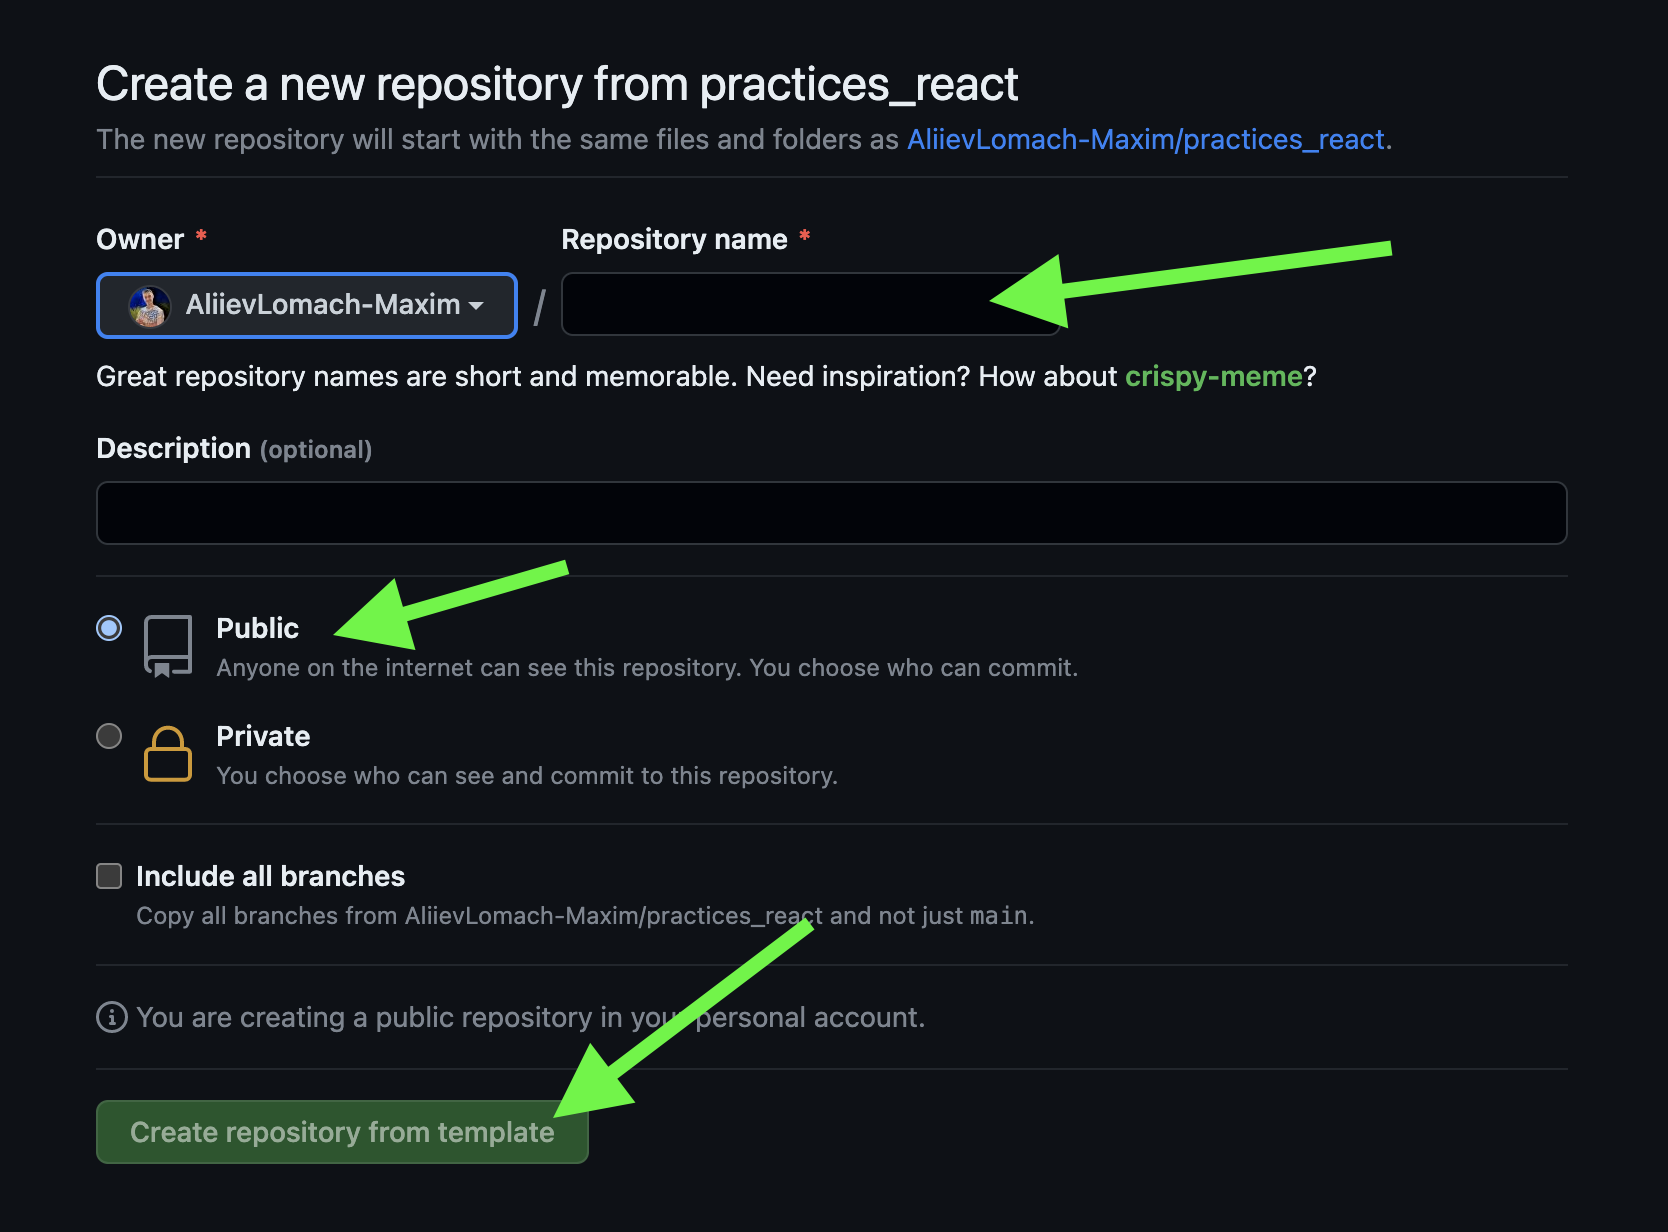 Create a new repository from practices_react
The new repository will start with the same files and folders as AliievLomach-Maxim/practices_react.
Owner * Repository name *
AliievLomach-Maxim /
Great repository names are short and memorable. Need inspiration? How about crispy-meme?
Description (optional)
Public
Anyone on the internet can see this repository. You choose who can commit.
Private
You choose who can see and commit to this repository.
Include all branches
Copy all branches from AliievLomach-Maxim/practices_react and not just main.
You are creating a public repository in your personal account.
Create repository from template